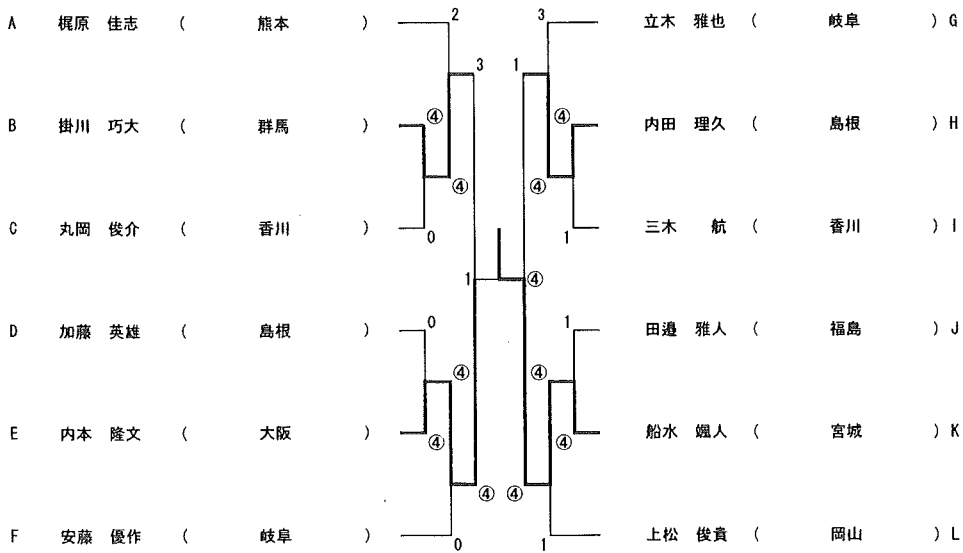 A 梶原 佳志 ( 熊本 ) 2 3 立木 雅也 ( 岐阜 ) G
3 1
B 掛川 巧大 ( 群馬 ) ④ ④ 内田 理久 ( 島根 ) H
④ ④
C 丸岡 俊介 ( 香川 ) 0 1 三木 航 ( 香川 ) I
1 ④
D 加藤 英雄 ( 島根 ) 0 1 田邉 雅人 ( 福島 ) J
④ ④
E 内本 隆文 ( 大阪 ) ④ ④ 船水 颯人 ( 宮城 ) K
④ ④
F 安藤 優作 ( 岐阜 ) 0 1 上松 俊貴 ( 岡山 ) L